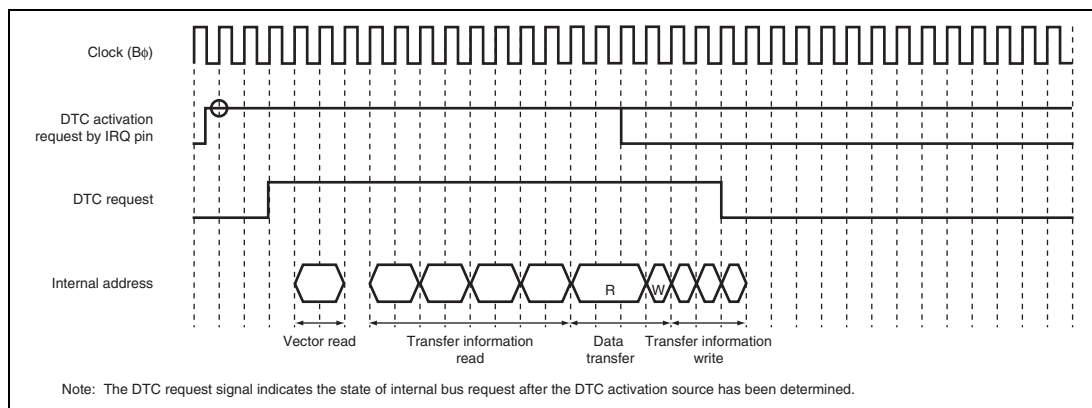 Clock (Bϕ)
DTC activation
request by IRQ pin
DTC request
Internal address
R
W
Vector read
Transfer information
read
Data
transfer
Transfer information
write
Note: The DTC request signal indicates the state of internal bus request after the DTC activation source has been determined.